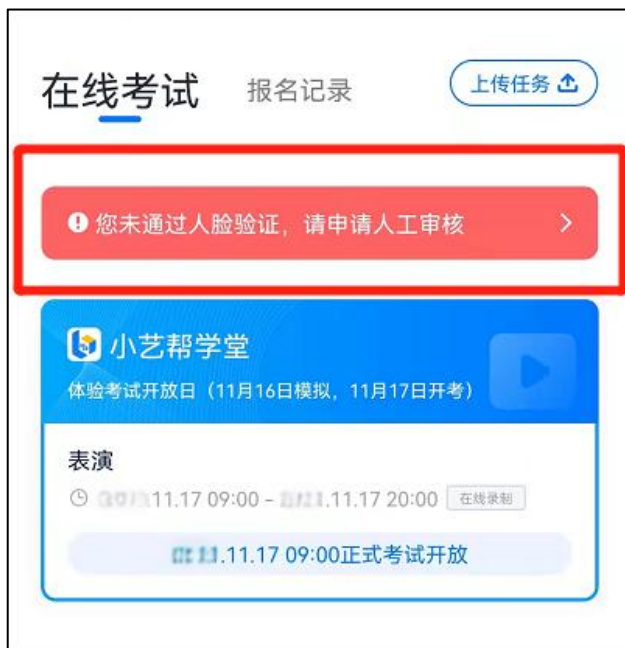 在线考试 报名记录 上传任务
您未通过人脸验证，请申请人工审核
小艺帮学堂
体验考试开放日（11月16日模拟，11月17日开考）
表演
11.17 09:00 - .11.17 20:00 在线录制
.11.17 09:00正式考试开放